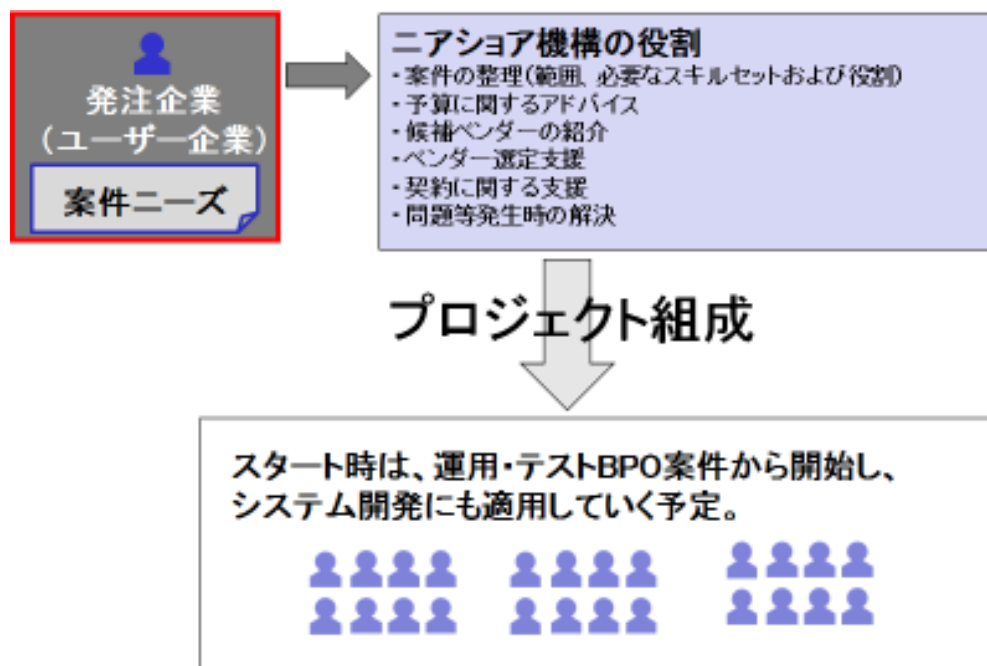 発注企業
(ユーザー企業)
案件ニーズ
ニアショア機構の役割
・案件の整理(範囲、必要なスキルセットおよび役割)
・予算に関するアドバイス
・候補ベンダーの紹介
・ベンダー選定支援
・契約に関する支援
・問題等発生時の解決
プロジェクト組成
スタート時は、運用・テストBPO案件から開始し、
システム開発にも適用していく予定。